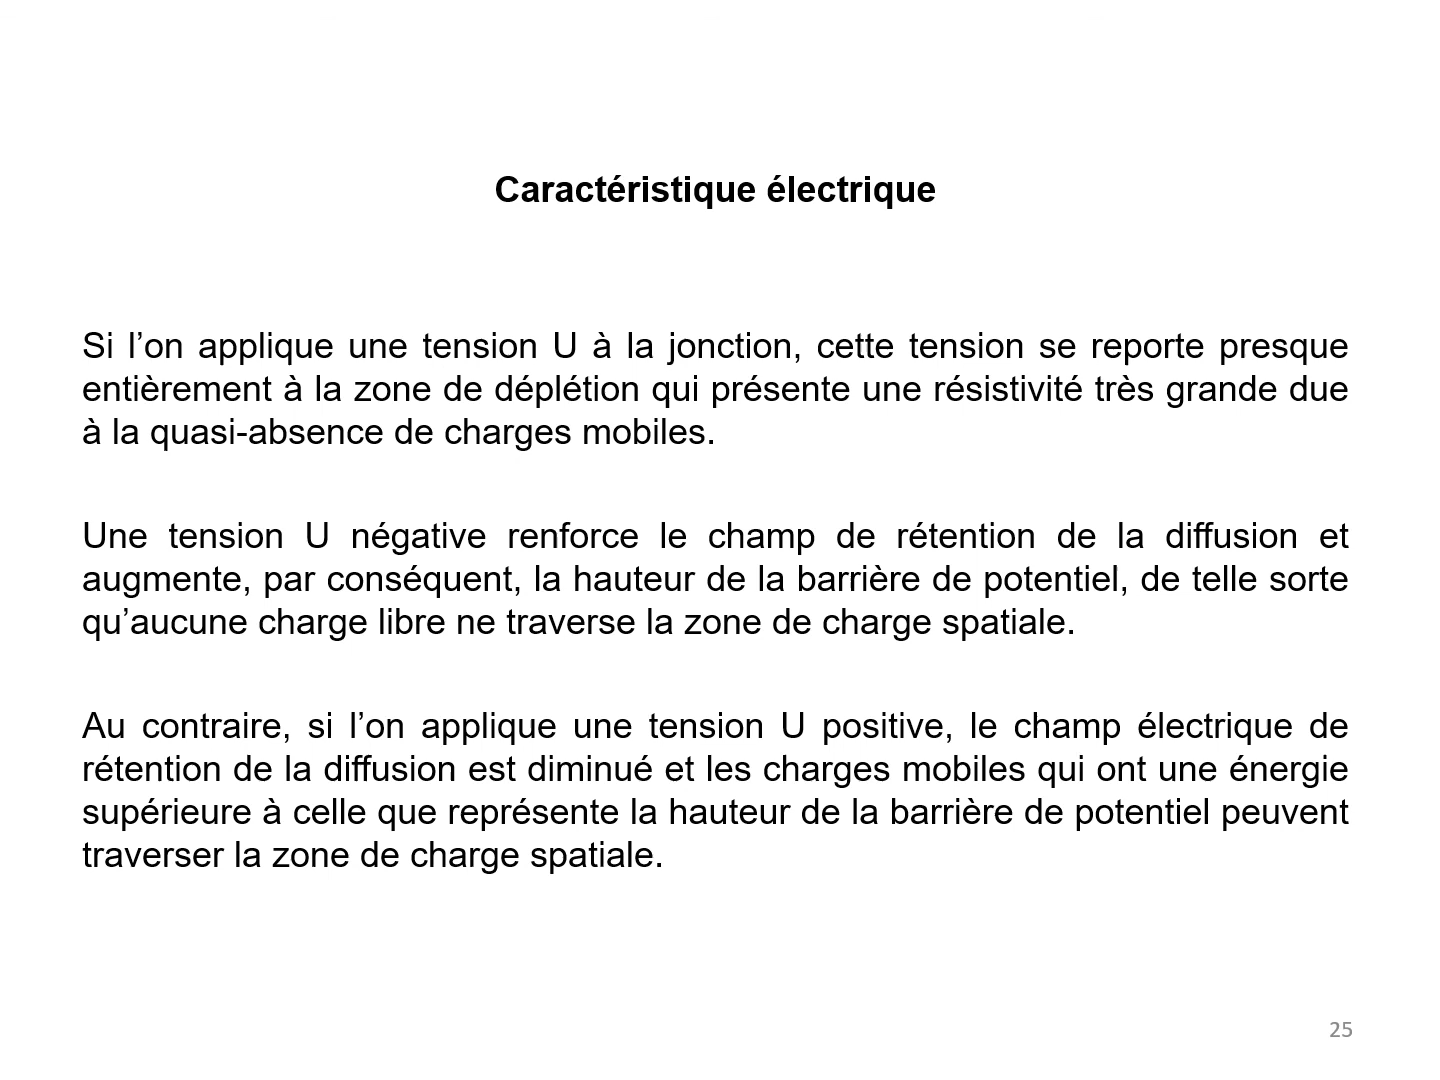 Caractéristique électrique
Si l’on applique une tension U à la jonction, cette tension se reporte presque
entièrement à la zone de déplétion qui présente une résistivité très grande due
à la quasi-absence de charges mobiles.
Une tension U négative renforce le champ de rétention de la diffusion et
augmente, par conséquent, la hauteur de la barrière de potentiel, de telle sorte
qu’aucune charge libre ne traverse la zone de charge spatiale.
Au contraire, si l’on applique une tension U positive, le champ électrique de
rétention de la diffusion est diminué et les charges mobiles qui ont une énergie
supérieure à celle que représente la hauteur de la barrière de potentiel peuvent
traverser la zone de charge spatiale.
25